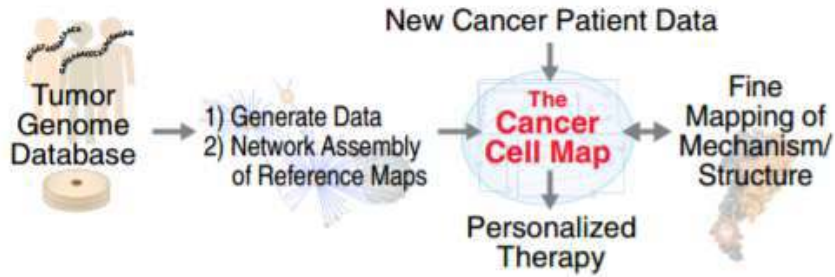 New Cancer Patient Data
Tumor
Genome
Database
1) Generate Data
2) Network Assembly
of Reference Maps
The
Cancer
Cell Map
Fine
Mapping of
Mechanism/
Structure
Personalized
Therapy